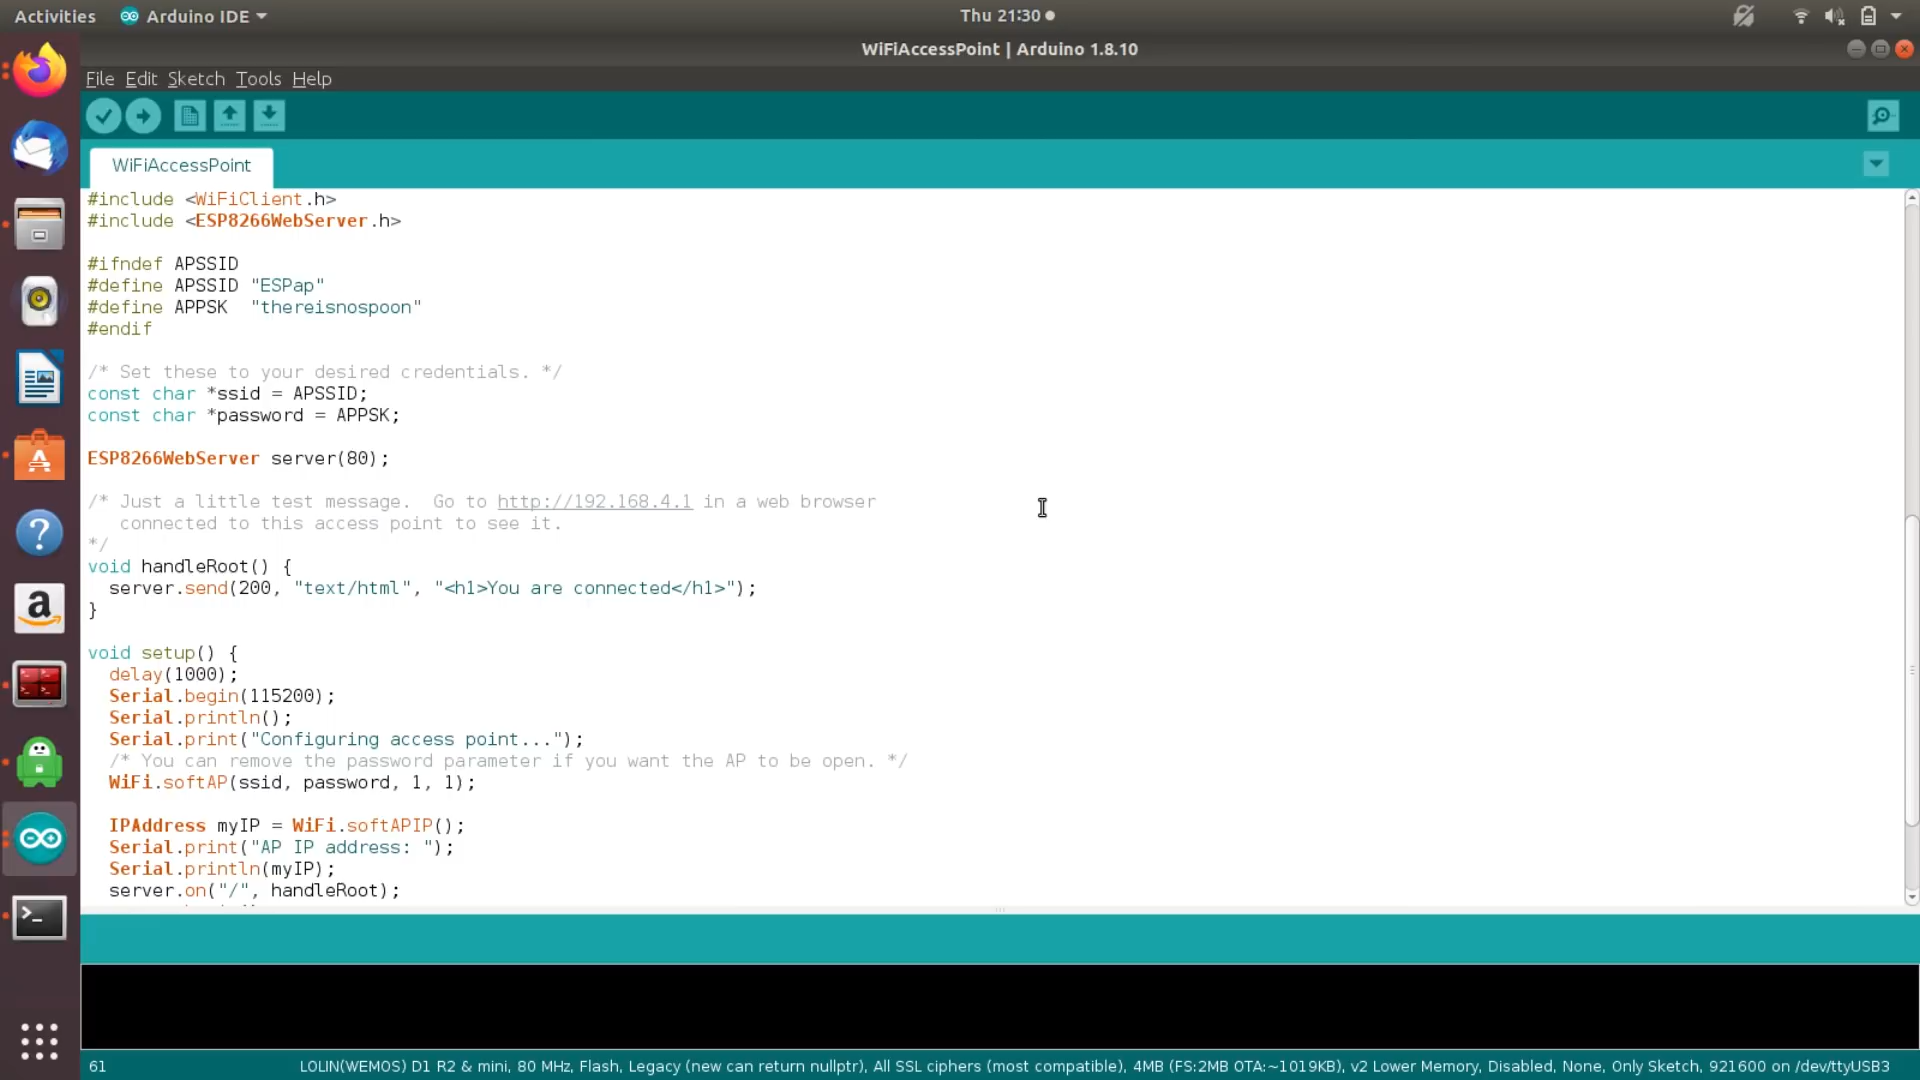 Activities Arduino IDE Thu 21:30
WiFiAccessPoint | Arduino 1.8.10
File Edit Sketch Tools Help
WiFiAccessPoint
#include <WiFiClient.h>
#include <ESP8266WebServer.h>
#ifndef APSSID
#define APSSID "ESPap"
#define APPSK  "thereisnospoon"
#endif
/* Set these to your desired credentials. */
const char *ssid = APSSID;
const char *password = APPSK;
ESP8266WebServer server(80);
/* Just a little test message.  Go to http://192.168.4.1 in a web browser
   connected to this access point to see it.
*/
void handleRoot() {
  server.send(200, "text/html", "<h1>You are connected</h1>");
}
void setup() {
  delay(1000);
  Serial.begin(115200);
  Serial.println();
  Serial.print("Configuring access point...");
  /* You can remove the password parameter if you want the AP to be open. */
  WiFi.softAP(ssid, password, 1, 1);
  IPAddress myIP = WiFi.softAPIP();
  Serial.print("AP IP address: ");
  Serial.println(myIP);
  server.on("/", handleRoot);
61 LOLIN(WEMOS) D1 R2 & mini, 80 MHz, Flash, Legacy (new can return nullptr), All SSL ciphers (most compatible), 4MB (FS:2MB OTA:~1019KB), v2 Lower Memory, Disabled, None, Only Sketch, 921600 on /dev/ttyUSB3